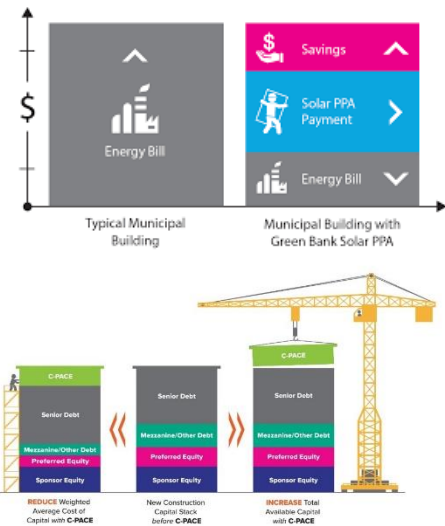 $
Energy Bill
$
Savings
Solar PPA
Payment
Energy Bill
Typical Municipal
Building
Municipal Building with
Green Bank Solar PPA
C-PACE
Senior Debt
Mezzanine/Other Debt
Preferred Equity
Sponsor Equity
REDUCE Weighted
Average Cost of
Capital with C-PACE
Senior Debt
Mezzanine/Other Debt
Preferred Equity
Sponsor Equity
New Construction
Capital Stack
before C-PACE
C-PACE
Senior Debt
Mezzanine/Other Debt
Preferred Equity
Sponsor Equity
INCREASE Total
Available Capital
with C-PACE